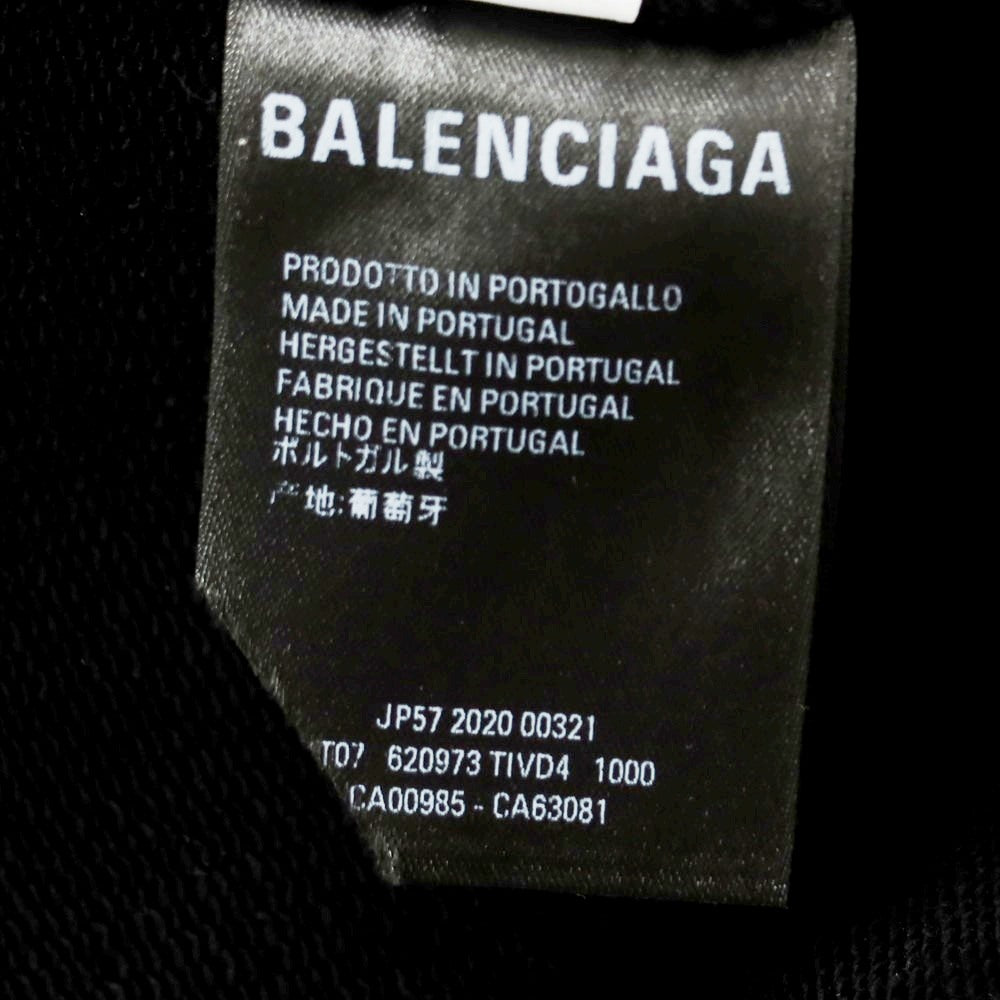 BALENCIAGA
PRODOTTO IN PORTOGALLO
MADE IN PORTUGAL
HERGESTELLT IN PORTUGAL
FABRIQUE EN PORTUGAL
HECHO EN PORTUGAL
ポルトガル製
产地:葡萄牙
JP57 2020 00321
T07 620973 TIVD4 1000
CA00985 - CA63081